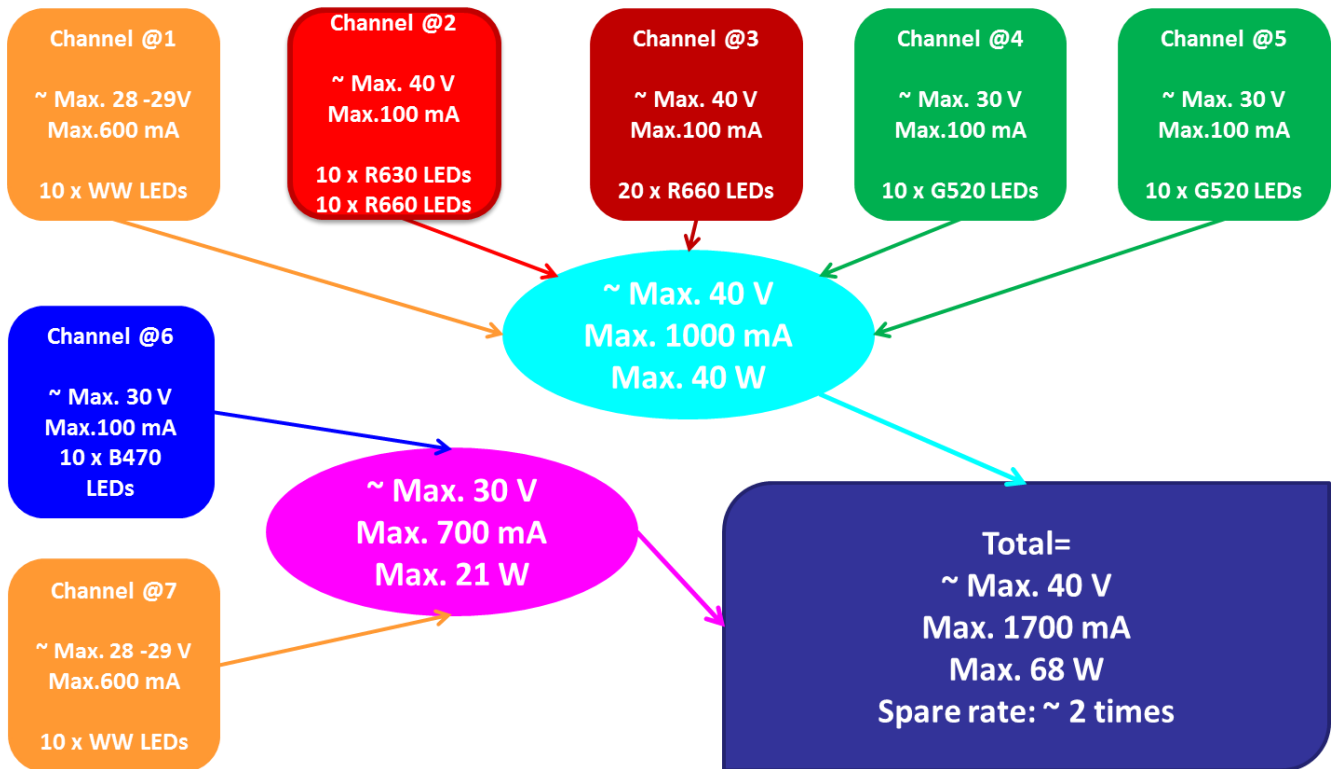 Channel @1
~ Max. 28 -29V
Max.600 mA
10 x WW LEDs
Channel @2
~ Max. 40 V
Max.100 mA
10 x R630 LEDs
10 x R660 LEDs
Channel @3
~ Max. 40 V
Max.100 mA
20 x R660 LEDs
Channel @4
~ Max. 30 V
Max.100 mA
10 x G520 LEDs
Channel @5
~ Max. 30 V
Max.100 mA
10 x G520 LEDs
~ Max. 40 V
Max. 1000 mA
Max. 40 W
Channel @6
~ Max. 30 V
Max.100 mA
10 x B470
LEDs
~ Max. 30 V
Max. 700 mA
Max. 21 W
Channel @7
~ Max. 28 -29 V
Max.600 mA
10 x WW LEDs
Total=
~ Max. 40 V
Max. 1700 mA
Max. 68 W
Spare rate: ~ 2 times